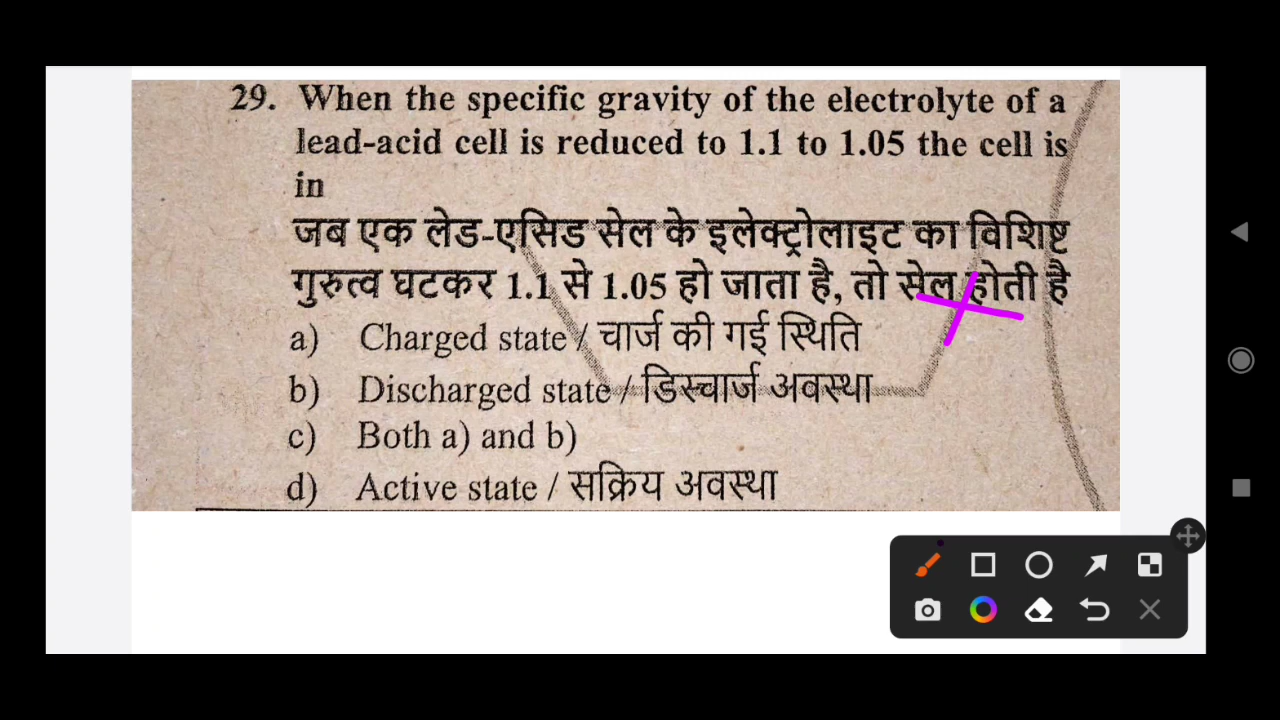 29. When the specific gravity of the electrolyte of a
lead-acid cell is reduced to 1.1 to 1.05 the cell is
in
जब एक लेड-एसिड सेल के इलेक्ट्रोलाइट का विशिष्ट
गुरुत्व घटकर 1.1 से 1.05 हो जाता है, तो सेल होती है
a) Charged state / चार्ज की गई स्थिति
b) Discharged state / डिस्चार्ज अवस्था
c) Both a) and b)
d) Active state / सक्रिय अवस्था